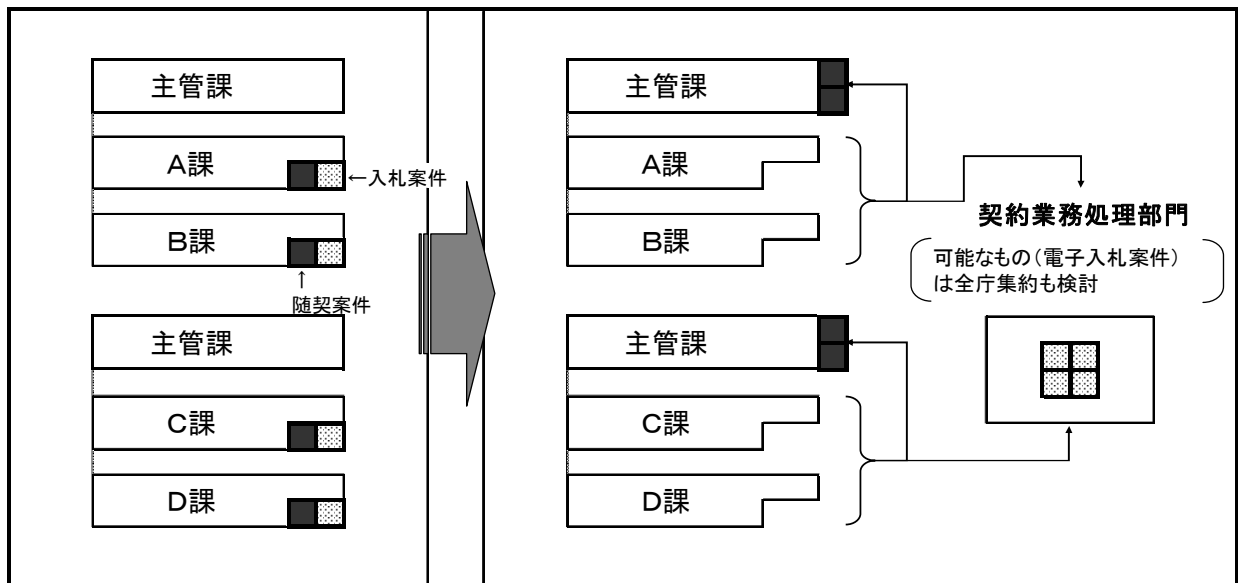 主管課
A課
←入札案件
B課
↑
随契案件
主管課
C課
D課
主管課
A課
B課
契約業務処理部門
可能なもの(電子入札案件)
は全庁集約も検討
主管課
C課
D課